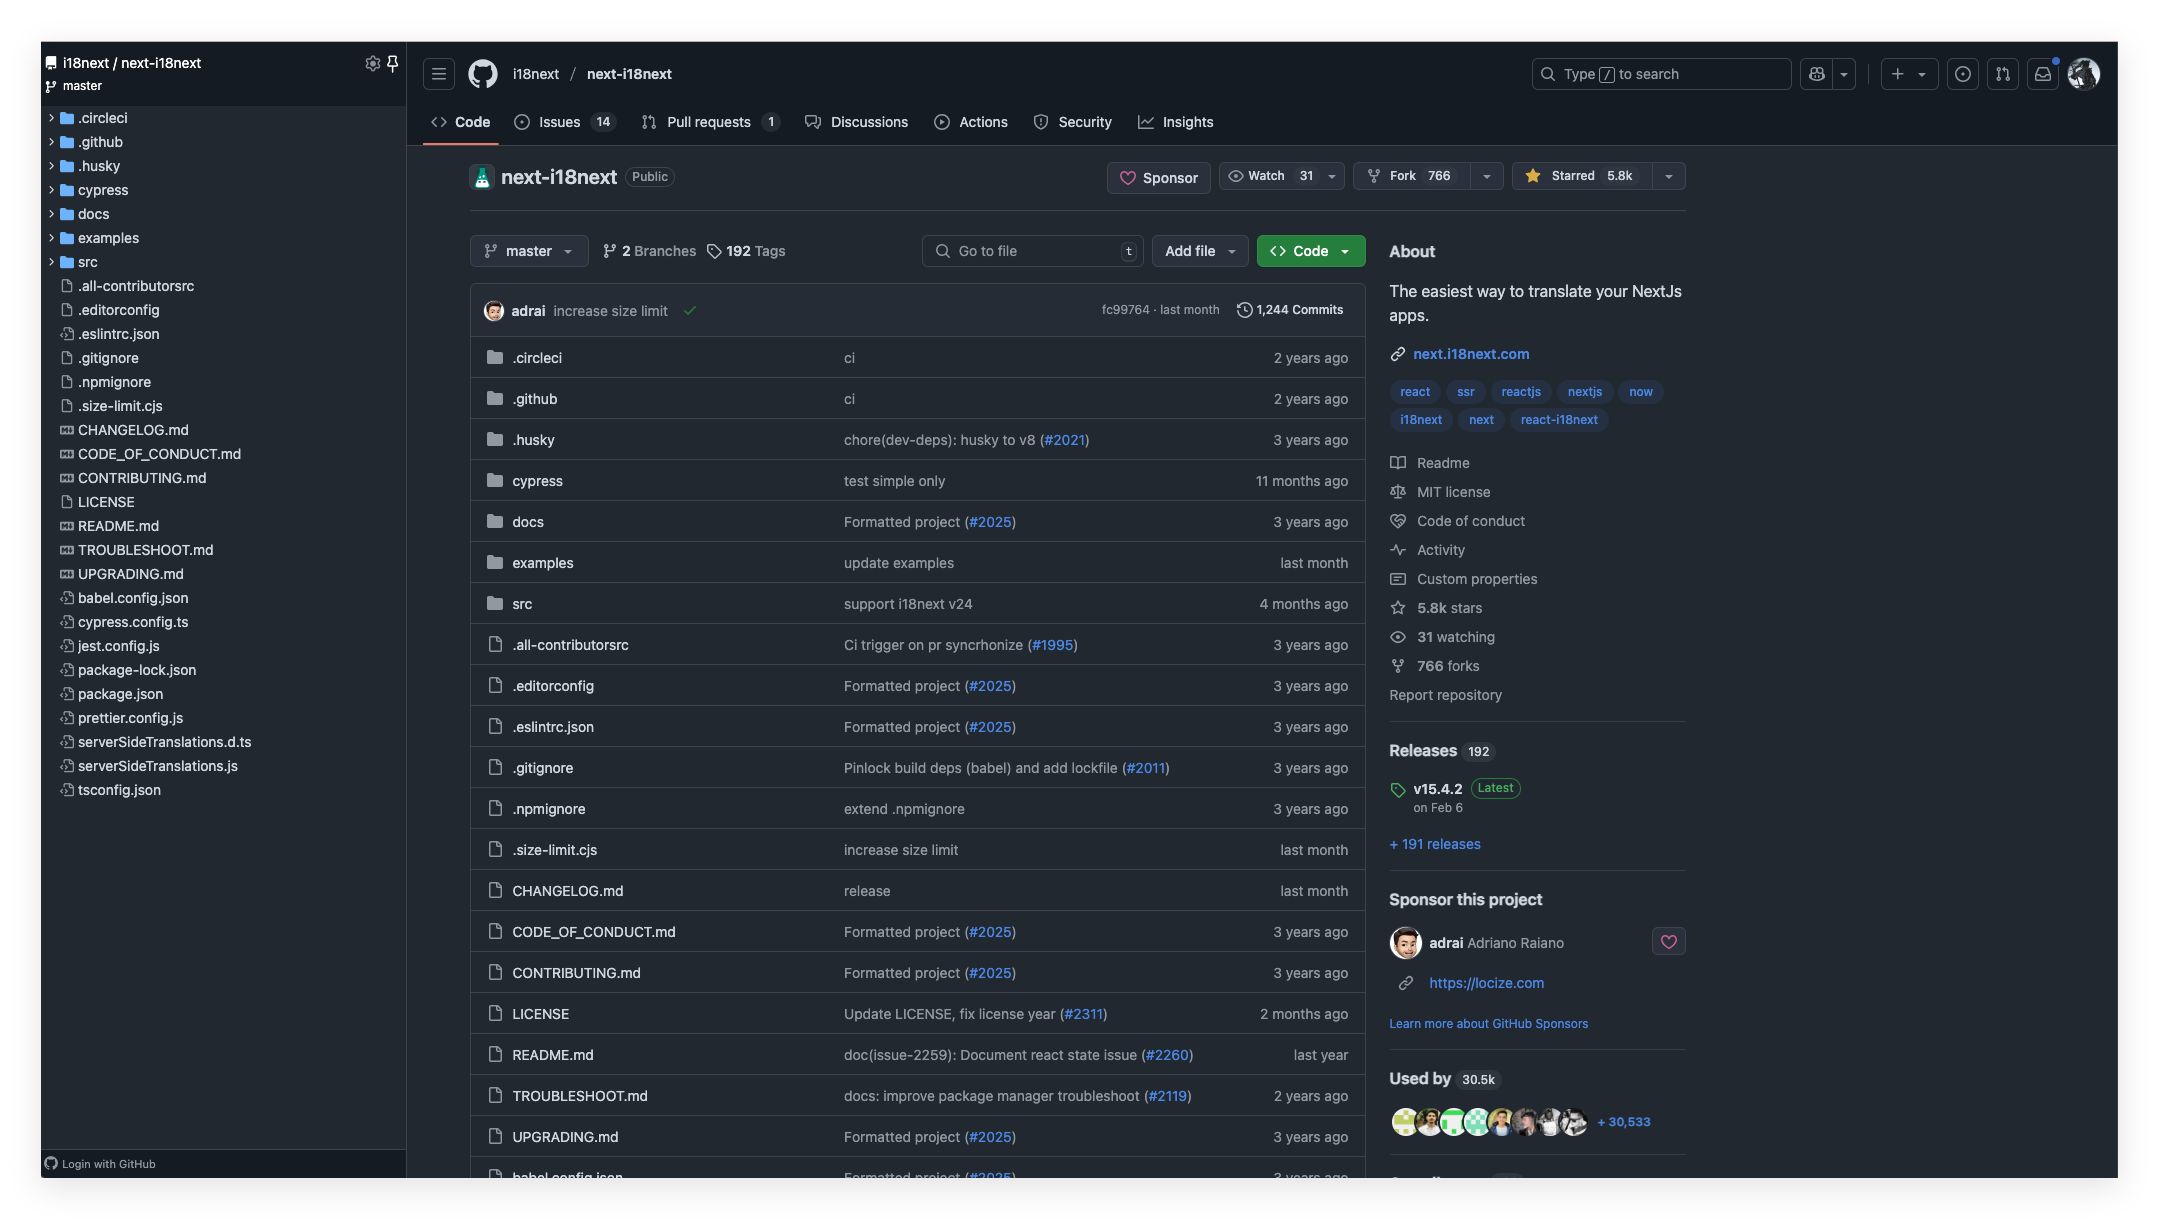 i18next / next-i18next
master
.circleci
.github
.husky
cypress
docs
examples
src
.all-contributorsrc
.editorconfig
.eslintrc.json
.gitignore
.npmignore
.size-limit.cjs
CHANGELOG.md
CODE_OF_CONDUCT.md
CONTRIBUTING.md
LICENSE
README.md
TROUBLESHOOT.md
UPGRADING.md
babel.config.json
cypress.config.ts
jest.config.js
package-lock.json
package.json
prettier.config.js
serverSideTranslations.d.ts
serverSideTranslations.js
tsconfig.json
Login with GitHub
i18next / next-i18next
Type / to search
Code Issues 14 Pull requests 1 Discussions Actions Security Insights
next-i18next Public
Sponsor Watch 31 Fork 766 Starred 5.8k
master 2 Branches 192 Tags
Go to file t Add file Code
adrai increase size limit fc99764 · last month 1,244 Commits
.circleci ci 2 years ago
.github ci 2 years ago
.husky chore(dev-deps): husky to v8 (#2021) 3 years ago
cypress test simple only 11 months ago
docs Formatted project (#2025) 3 years ago
examples update examples last month
src support i18next v24 4 months ago
.all-contributorsrc Ci trigger on pr syncrhonize (#1995) 3 years ago
.editorconfig Formatted project (#2025) 3 years ago
.eslintrc.json Formatted project (#2025) 3 years ago
.gitignore Pinlock build deps (babel) and add lockfile (#2011) 3 years ago
.npmignore extend .npmignore 3 years ago
.size-limit.cjs increase size limit last month
CHANGELOG.md release last month
CODE_OF_CONDUCT.md Formatted project (#2025) 3 years ago
CONTRIBUTING.md Formatted project (#2025) 3 years ago
LICENSE Update LICENSE, fix license year (#2311) 2 months ago
README.md doc(issue-2259): Document react state issue (#2260) last year
TROUBLESHOOT.md docs: improve package manager troubleshoot (#2119) 2 years ago
UPGRADING.md Formatted project (#2025) 3 years ago
babel.config.json Formatted project (#2025) 3 years ago
About
The easiest way to translate your NextJs
apps.
next.i18next.com
react ssr reactjs nextjs now
i18next next react-i18next
Readme
MIT license
Code of conduct
Activity
Custom properties
5.8k stars
31 watching
766 forks
Report repository
Releases 192
v15.4.2 Latest
on Feb 6
+ 191 releases
Sponsor this project
adrai Adriano Raiano
https://locize.com
Learn more about GitHub Sponsors
Used by 30.5k
+ 30,533